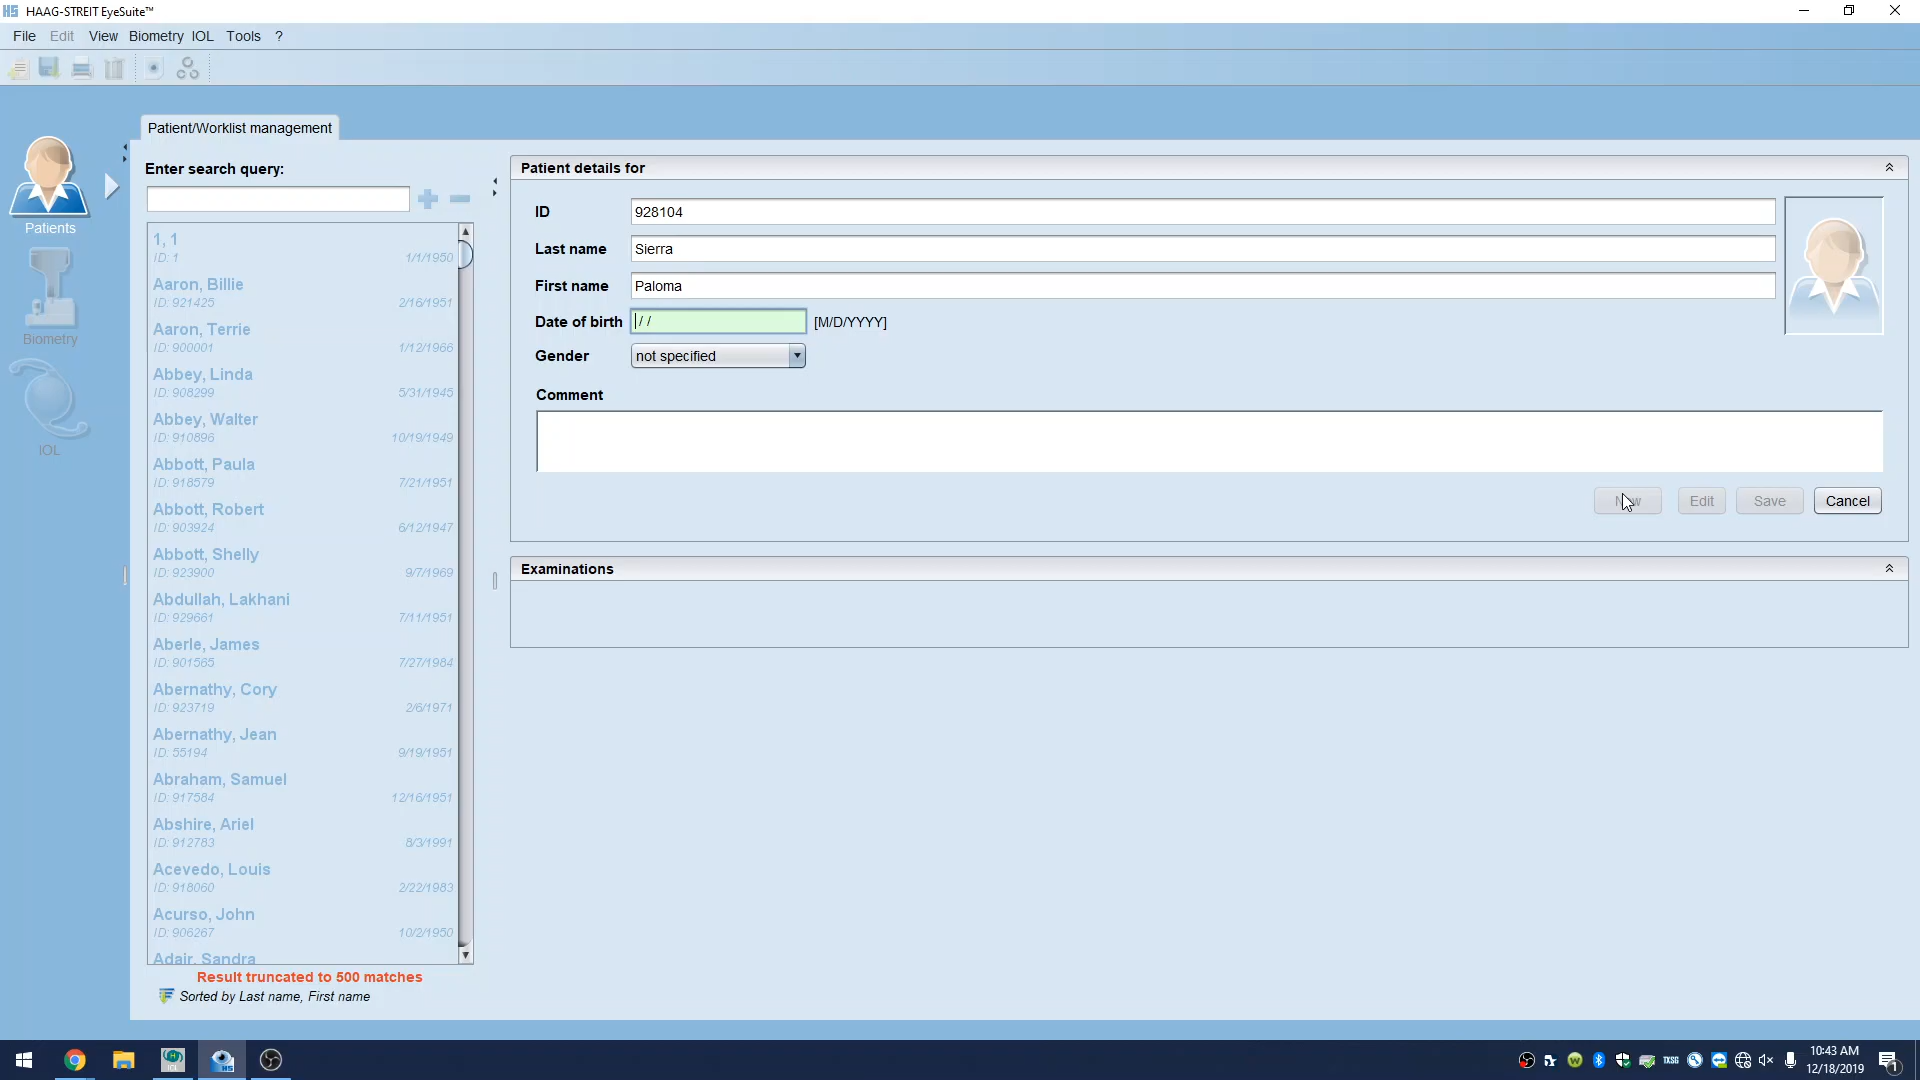 HAAG-STREIT EyeSuite™
File Edit View Biometry IOL Tools ?
Patient/Worklist management
Patients
Biometry
IOL
Enter search query:
1, 1
ID: 1 1/1/1950
Aaron, Billie
ID: 921425 2/16/1951
Aaron, Terrie
ID: 900001 1/12/1966
Abbey, Linda
ID: 908299 5/31/1945
Abbey, Walter
ID: 910896 10/19/1949
Abbott, Paula
ID: 918579 7/21/1951
Abbott, Robert
ID: 903924 6/12/1947
Abbott, Shelly
ID: 923900 9/7/1969
Abdullah, Lakhani
ID: 929661 7/11/1951
Aberle, James
ID: 901565 7/27/1984
Abernathy, Cory
ID: 923719 2/6/1971
Abernathy, Jean
ID: 55194 9/19/1951
Abraham, Samuel
ID: 917584 12/16/1951
Abshire, Ariel
ID: 912783 8/3/1991
Acevedo, Louis
ID: 918060 2/22/1983
Acurso, John
ID: 906267 10/2/1950
Adair, Sandra
Result truncated to 500 matches
Sorted by Last name, First name
Patient details for
ID 928104
Last name Sierra
First name Paloma
Date of birth / / [M/D/YYYY]
Gender not specified
Comment
New Edit Save Cancel
Examinations
10:43 AM
12/18/2019